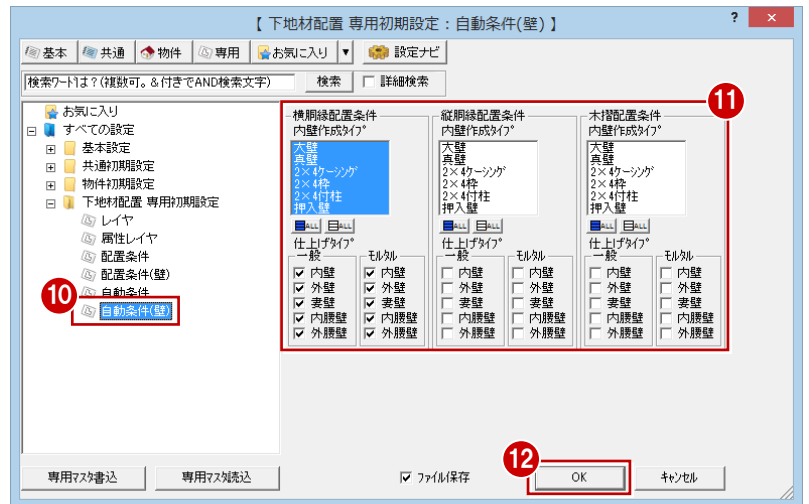 【 下地材配置 専用初期設定：自動条件(壁) 】
? ×
基本 共通 物件 専用 お気に入り ▼ 設定ナビ
検索ワードは？(複数可。&付きでAND検索文字) 検索 詳細検索
お気に入り
すべての設定
基本設定
共通初期設定
物件初期設定
下地材配置 専用初期設定
レイヤ
属性レイヤ
配置条件
配置条件(壁)
自動条件
自動条件(壁)
10
11
横胴縁配置条件
内壁作成タイプ
大壁
真壁
2×4ケーシング
2×4枠
2×4付柱
押入壁
ALL ALL
仕上げタイプ
一般 モルタル
内壁 内壁
外壁 外壁
妻壁 妻壁
内腰壁 内腰壁
外腰壁 外腰壁
縦胴縁配置条件
内壁作成タイプ
大壁
真壁
2×4ケーシング
2×4枠
2×4付柱
押入壁
ALL ALL
仕上げタイプ
一般 モルタル
内壁 内壁
外壁 外壁
妻壁 妻壁
内腰壁 内腰壁
外腰壁 外腰壁
木摺配置条件
内壁作成タイプ
大壁
真壁
2×4ケーシング
2×4枠
2×4付柱
押入壁
ALL ALL
仕上げタイプ
一般 モルタル
内壁 内壁
外壁 外壁
妻壁 妻壁
内腰壁 内腰壁
外腰壁 外腰壁
12
専用マスタ書込 専用マスタ読込 ファイル保存 OK キャンセル